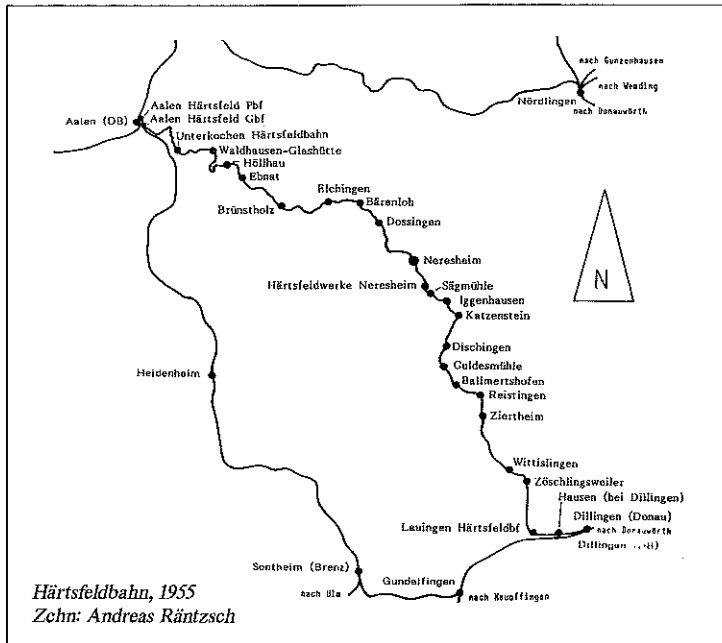 nach Gunzenhausen
nach Wemding
Nördlingen
nach Donauwörth
Aalen Härtsfeld Pbf
Aalen (DB)
Aalen Härtsfeld Gbf
Unterkochen Härtsfeldbahn
Waldhausen-Glashütte
Höllhau
Ebnat
Brünstholz
Elchingen
Bärenloh
Dossingen
Neresheim
Härtsfeldwerke Neresheim
Sägmühle
Iggenhausen
Katzenstein
N
Dischingen
Guldesmühle
Ballmertshofen
Reistingen
Ziertheim
Heidenheim
Wittislingen
Zöschlingsweiler
Hausen (bei Dillingen)
Dillingen (Donau)
Lauingen Härtsfeldbf
nach Donauwörth
Dillingen
Sontheim (Brenz)
Gundelfingen
nach Ulm
nach Neuoffingen
Härtsfeldbahn, 1955
Zchn: Andreas Räntzsch